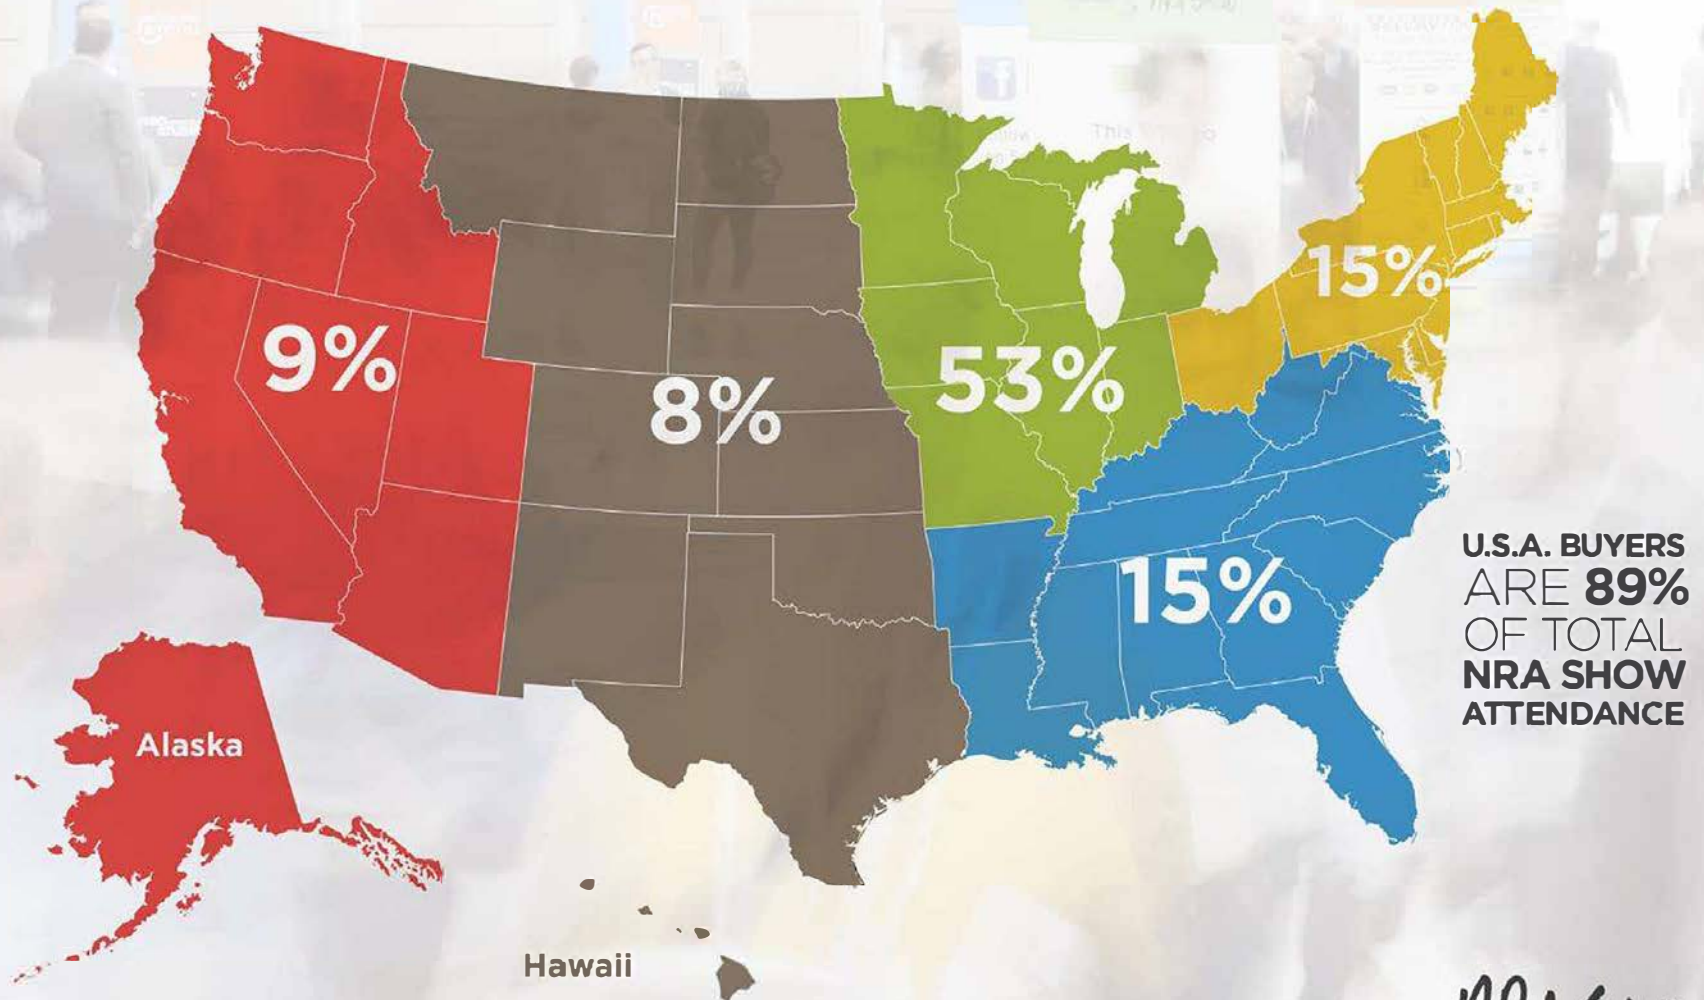 15%
9%
53%
8%
15%
U.S.A. BUYERS
ARE 89%
OF TOTAL
NRA SHOW
ATTENDANCE
Alaska
Hawaii